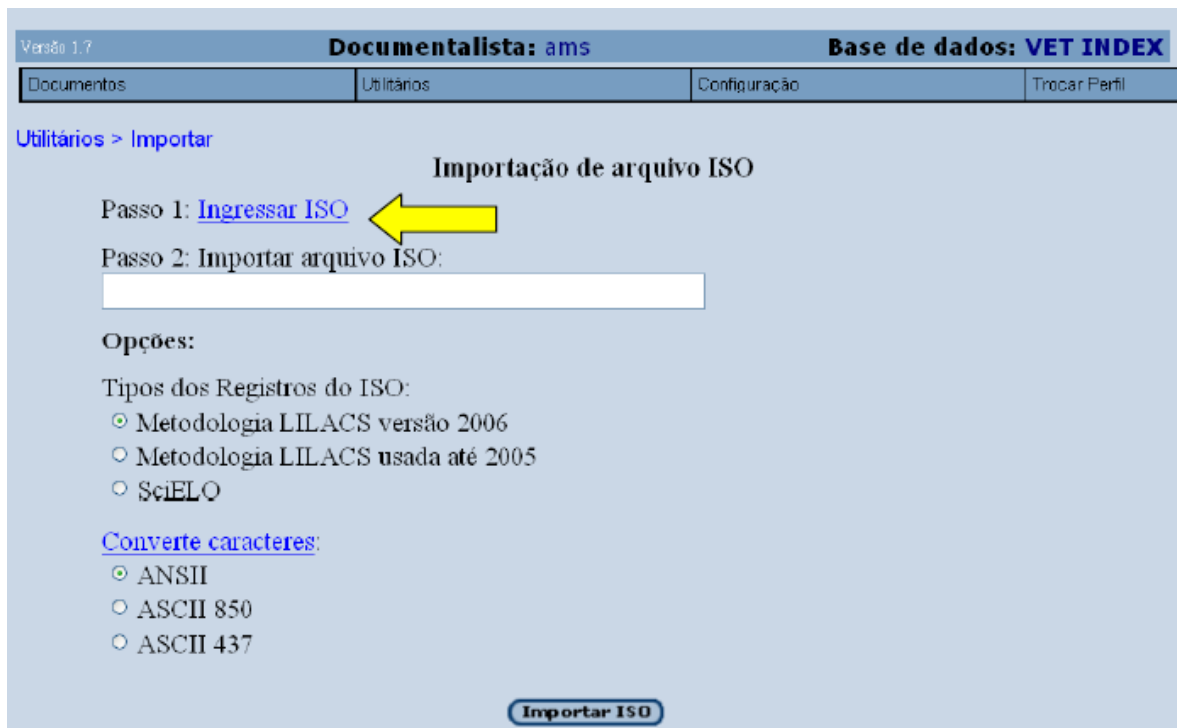 Versão 1.7 Documentalista: ams Base de dados: VET INDEX
Documentos Utilitários Configuração Trocar Perfil
Utilitários > Importar
Importação de arquivo ISO
Passo 1: Ingressar ISO
Passo 2: Importar arquivo ISO:
Opções:
Tipos dos Registros do ISO:
Metodologia LILACS versão 2006
Metodologia LILACS usada até 2005
SciELO
Converte caracteres:
ANSII
ASCII 850
ASCII 437
Importar ISO